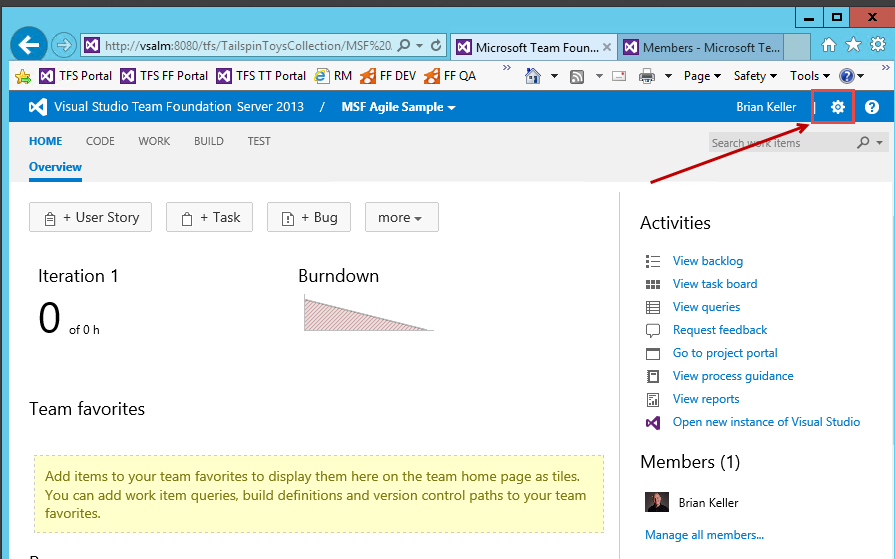 http://vsalm:8080/tfs/TailspinToysCollection/MSF%20.
Microsoft Team Foun...
Members - Microsoft Te...
TFS Portal
TFS FF Portal
TFS TT Portal
RM
FF DEV
FF QA
Page
Safety
Tools
Visual Studio Team Foundation Server 2013 / MSF Agile Sample
Brian Keller |
HOME CODE WORK BUILD TEST
Search work items
Overview
+ User Story
+ Task
+ Bug
more
Iteration 1
0 of 0 h
Burndown
Team favorites
Add items to your team favorites to display them here on the team home page as tiles.
You can add work item queries, build definitions and version control paths to your team
favorites.
Activities
View backlog
View task board
View queries
Request feedback
Go to project portal
View process guidance
View reports
Open new instance of Visual Studio
Members (1)
Brian Keller
Manage all members...